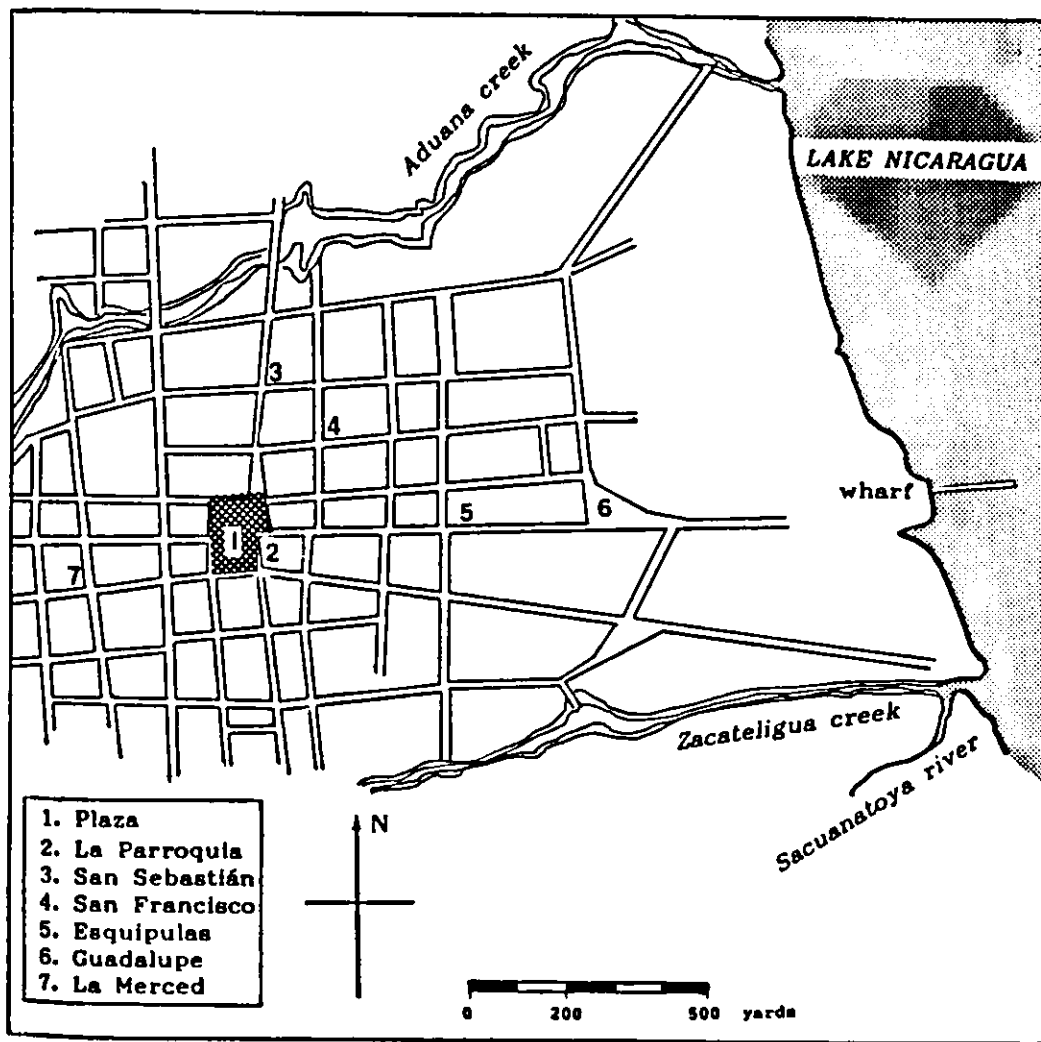 Aduana creek
LAKE NICARAGUA
3
4
wharf
5
6
1
2
7
Zacateligua creek
Sacuanatoya river
1. Plaza
2. La Parroquia
3. San Sebastián
4. San Francisco
5. Esquipulas
6. Guadalupe
7. La Merced
N
0 200 500 yards